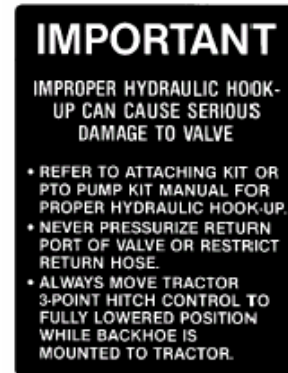 IMPORTANT
IMPROPER HYDRAULIC HOOK-
UP CAN CAUSE SERIOUS
DAMAGE TO VALVE
• REFER TO ATTACHING KIT OR
PTO PUMP KIT MANUAL FOR
PROPER HYDRAULIC HOOK-UP.
• NEVER PRESSURIZE RETURN
PORT OF VALVE OR RESTRICT
RETURN HOSE.
• ALWAYS MOVE TRACTOR
3-POINT HITCH CONTROL TO
FULLY LOWERED POSITION
WHILE BACKHOE IS
MOUNTED TO TRACTOR.